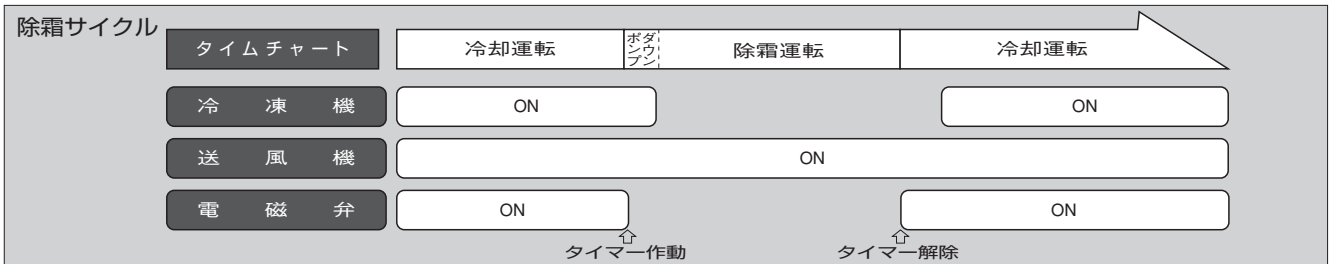 除霜サイクル
タイムチャート 冷却運転 ポンプダウン 除霜運転 冷却運転
冷凍機 ON ON
送風機 ON
電磁弁 ON ON
タイマー作動 タイマー解除